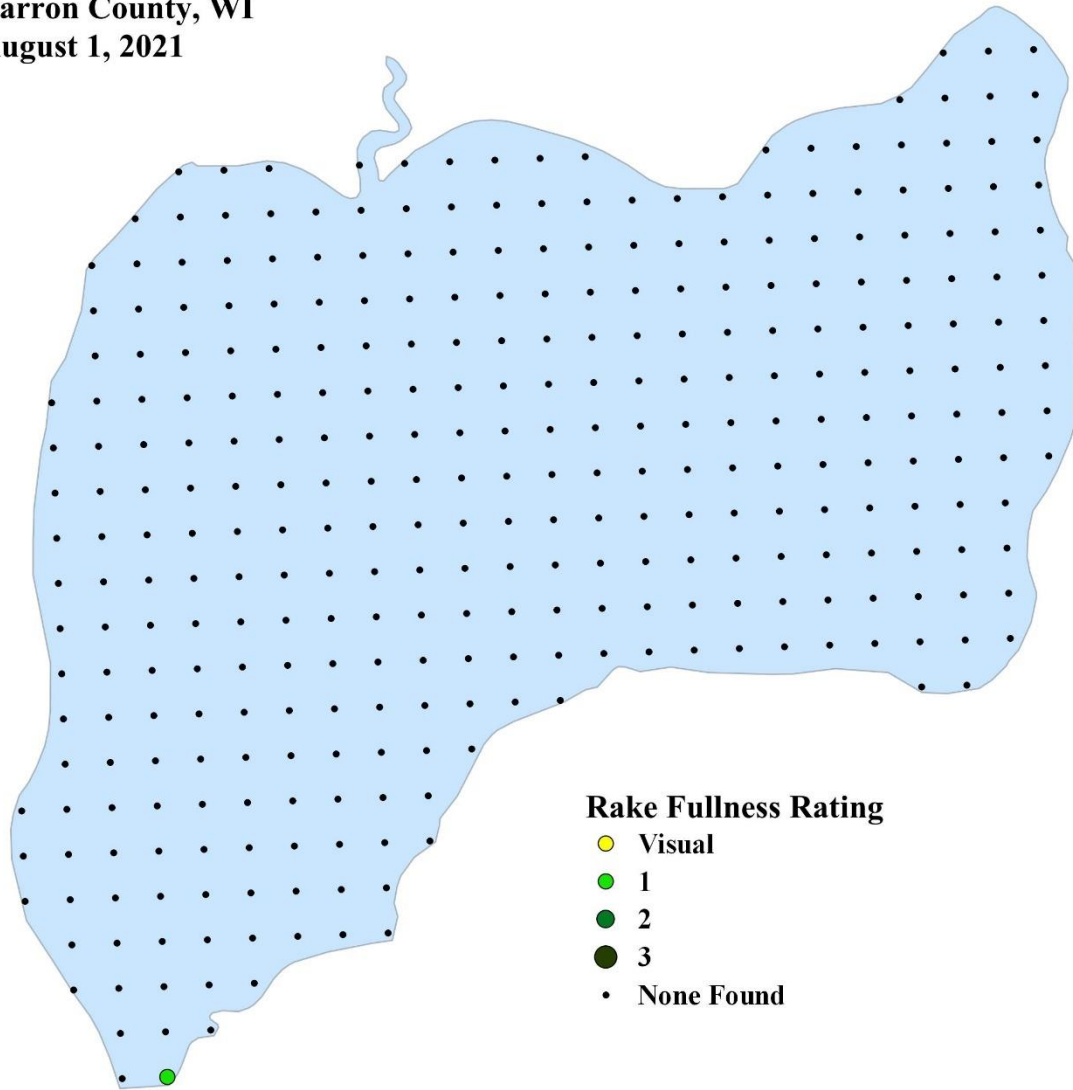 arron County, WI
ugust 1, 2021
Rake Fullness Rating
Visual
1
2
3
None Found